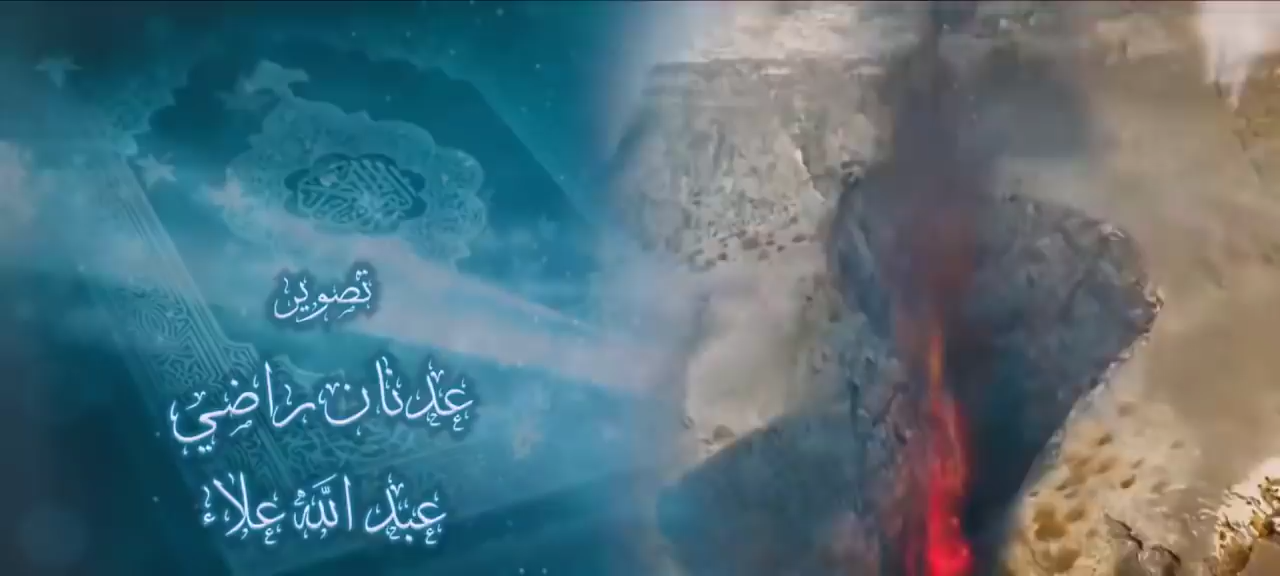 تصوير
عدنان راضي
عبد الله علاء